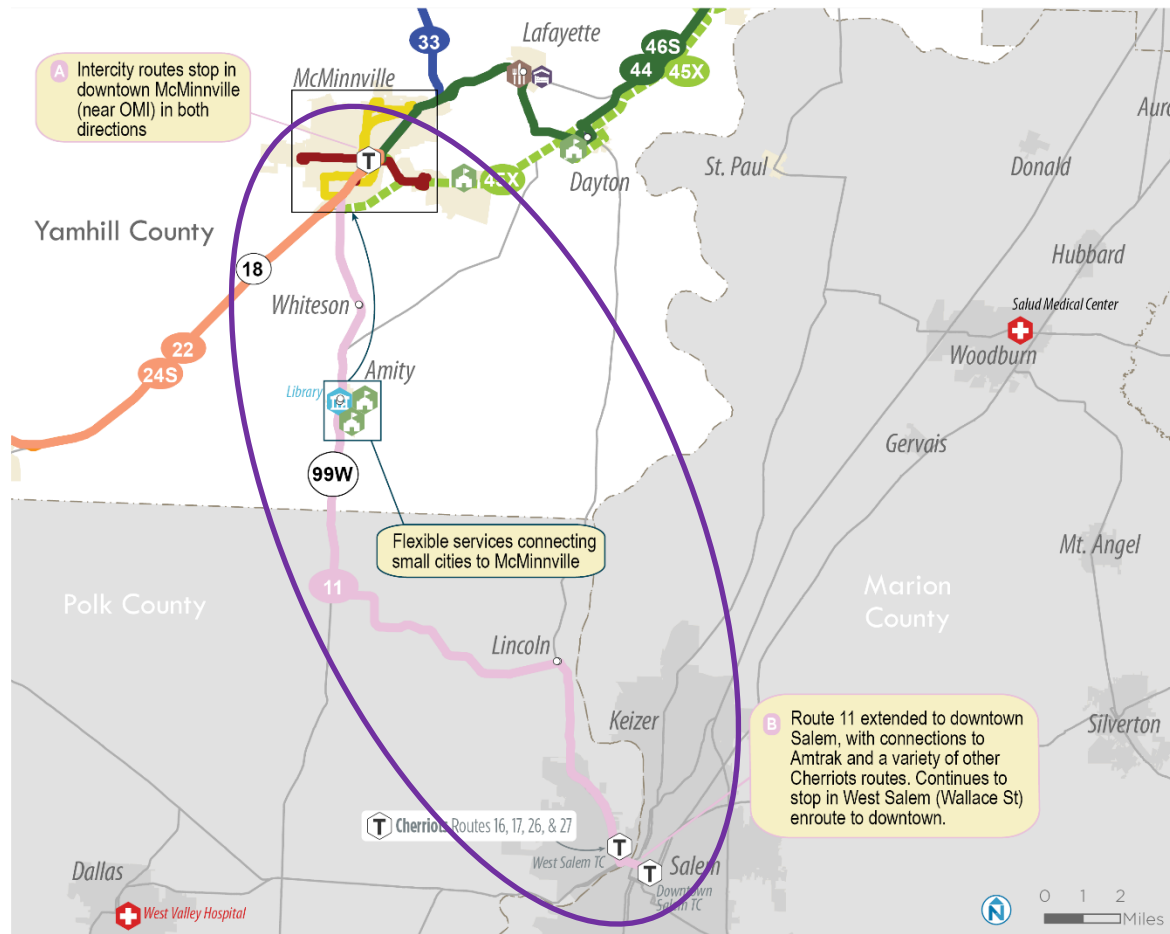 33
Lafayette
46S
44
45X
A Intercity routes stop in
downtown McMinnville
(near OMI) in both
directions
McMinnville
T
45X
Dayton
St. Paul
Donald
Auro
Yamhill County
18
Hubbard
Whiteson
Salud Medical Center
Woodburn
22
24S
Amity
Library
Gervais
99W
Flexible services connecting
small cities to McMinnville
Mt. Angel
11
Polk County
Marion
County
Lincoln
Keizer
Silverton
B Route 11 extended to downtown
Salem, with connections to
Amtrak and a variety of other
Cherriots routes. Continues to
stop in West Salem (Wallace St)
enroute to downtown.
T Cherriots Routes 16, 17, 26, & 27
T
West Salem TC
T
Salem
Downtown
Salem TC
Dallas
West Valley Hospital
N
0 1 2
Miles